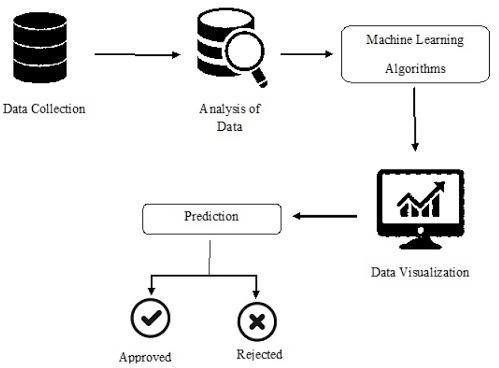 Data Collection
Analysis of
Data
Machine Learning
Algorithms
Data Visualization
Prediction
Approved
Rejected